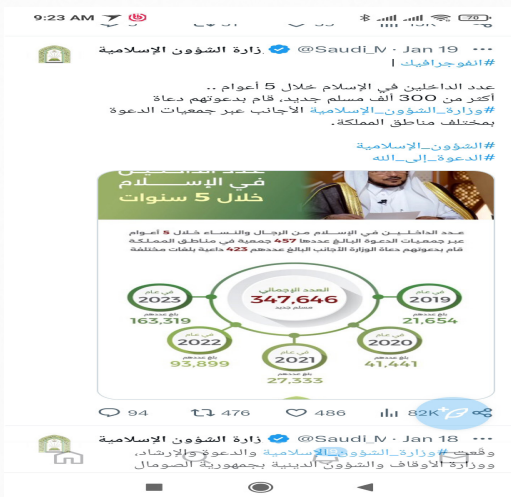 9:23 AM
70
زارة الشؤون الإسلامية @Saudi_M · Jan 19
#انفوجرافيك |
عدد الداخلين في الإسلام خلال 5 أعوام ..
أكثر من 300 ألف مسلم جديد، قام بدعوتهم دعاة
#وزارة_الشؤون_الإسلامية الأجانب عبر جمعيات الدعوة
بمختلف مناطق المملكة.
#الشؤون_الإسلامية
#الدعوة_إلى_الله
عدد الداخلين
في الإسلام
خلال 5 سنوات
عدد الداخلين في الإسلام من الرجال والنساء خلال 5 أعوام
عبر جمعيات الدعوة البالغ عددها 457 جمعية في مناطق المملكة
قام بدعوتهم دعاة الوزارة الأجانب البالغ عددهم 423 داعية بلغات مختلفة
العدد الإجمالي
347,646
مسلم جديد
في عام
2019
بلغ عددهم
21,654
في عام
2020
بلغ عددهم
41,441
في عام
2021
بلغ عددهم
27,333
في عام
2022
بلغ عددهم
93,899
في عام
2023
بلغ عددهم
163,319
94 476 486 82K
زارة الشؤون الإسلامية @Saudi_M · Jan 18
وقعت #وزارة_الشؤون_الإسلامية والدعوة والإرشاد،
ووزارة الأوقاف والشؤون الدينية بجمهورية الصومال